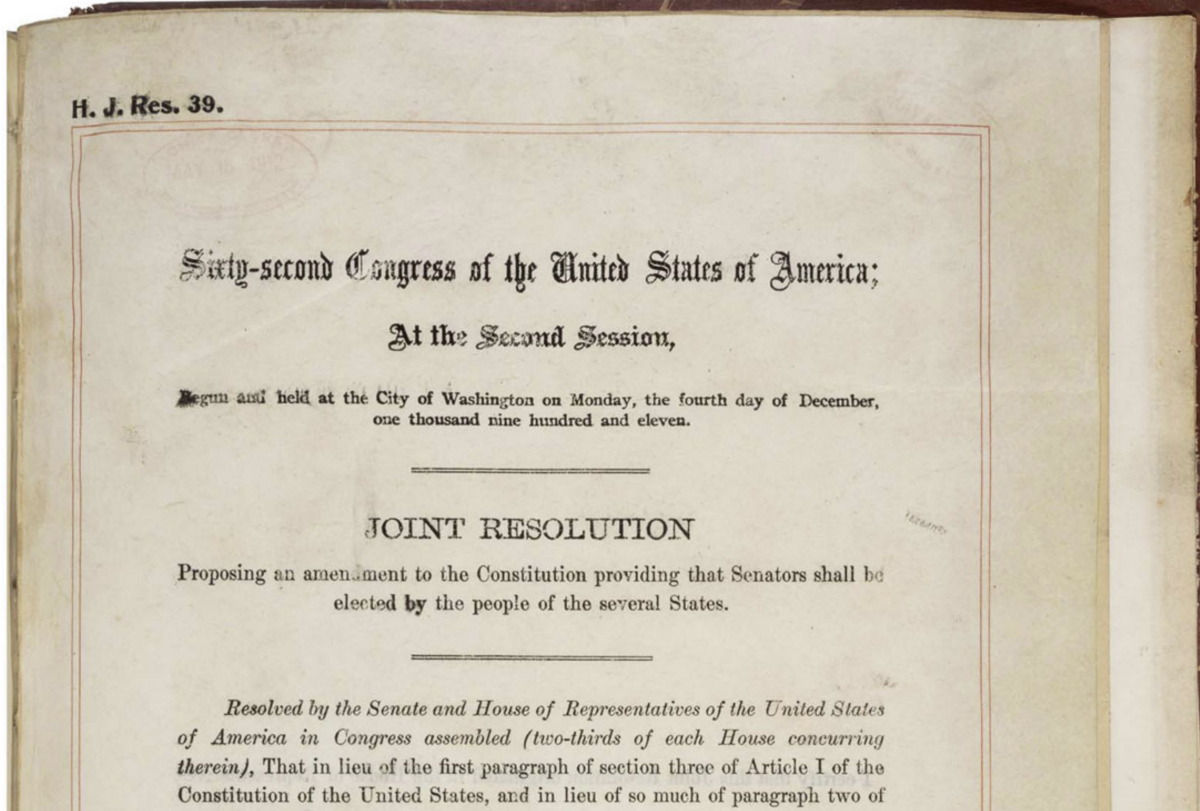 H. J. Res. 39.
MAY 16 1912
Sixty-second Congress of the United States of America;
At the Second Session,
Begun and held at the City of Washington on Monday, the fourth day of December,
one thousand nine hundred and eleven.
JOINT RESOLUTION
Proposing an amendment to the Constitution providing that Senators shall be
elected by the people of the several States.
Resolved by the Senate and House of Representatives of the United States
of America in Congress assembled (two-thirds of each House concurring
therein), That in lieu of the first paragraph of section three of Article I of the
Constitution of the United States, and in lieu of so much of paragraph two of